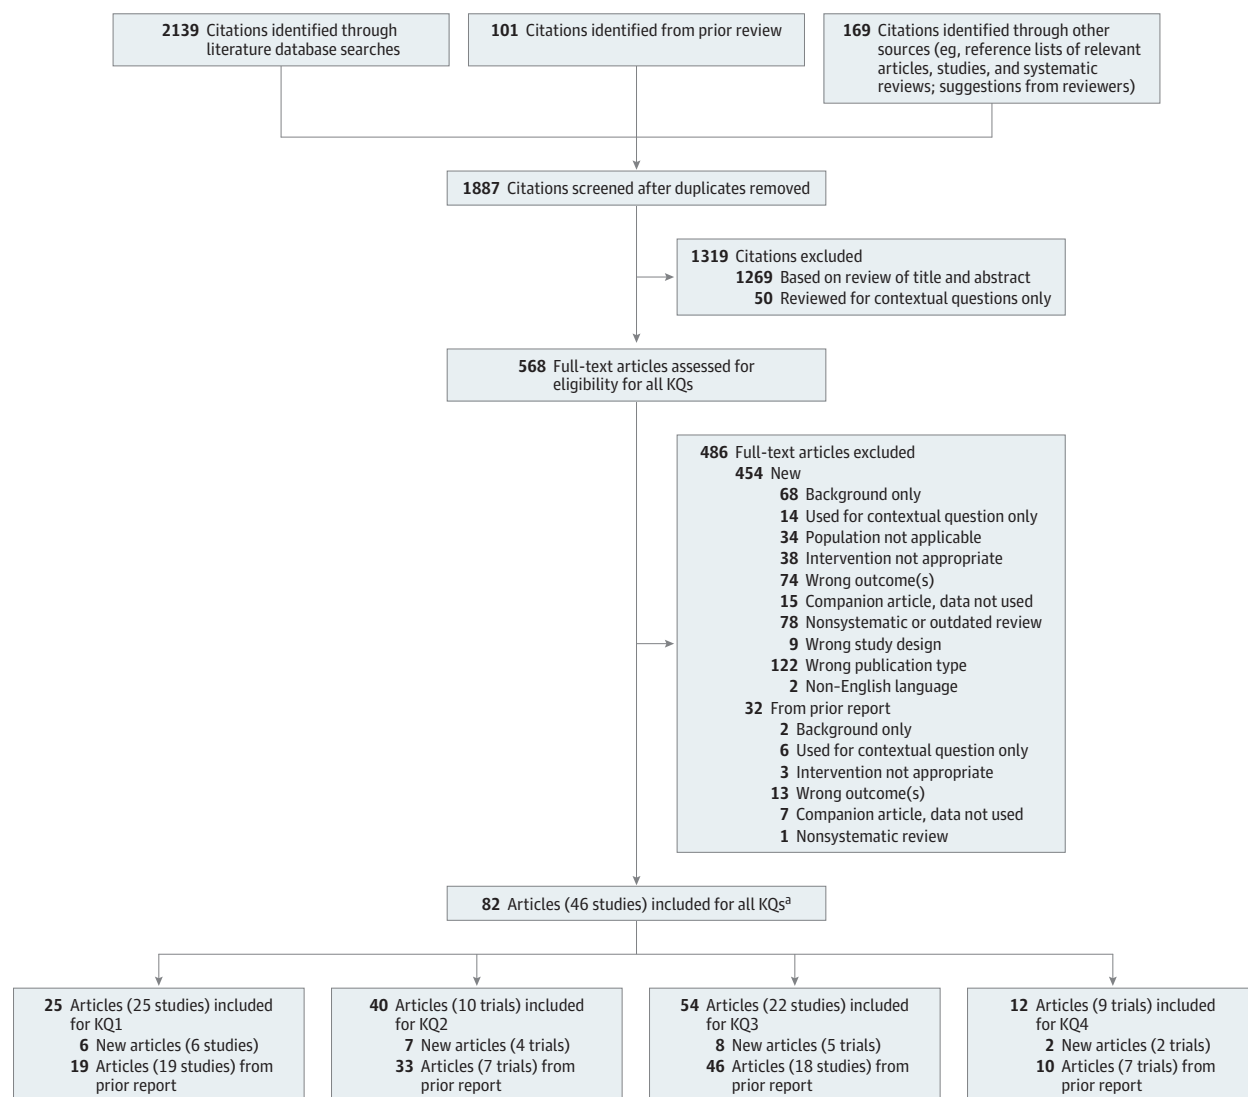 2139 Citations identified through
literature database searches
101 Citations identified from prior review
169 Citations identified through other
sources (eg, reference lists of relevant
articles, studies, and systematic
reviews; suggestions from reviewers)
1887 Citations screened after duplicates removed
1319 Citations excluded
1269 Based on review of title and abstract
50 Reviewed for contextual questions only
568 Full-text articles assessed for
eligibility for all KQs
486 Full-text articles excluded
454 New
68 Background only
14 Used for contextual question only
34 Population not applicable
38 Intervention not appropriate
74 Wrong outcome(s)
15 Companion article, data not used
78 Nonsystematic or outdated review
9 Wrong study design
122 Wrong publication type
2 Non-English language
32 From prior report
2 Background only
6 Used for contextual question only
3 Intervention not appropriate
13 Wrong outcome(s)
7 Companion article, data not used
1 Nonsystematic review
82 Articles (46 studies) included for all KQsᵃ
25 Articles (25 studies) included
for KQ1
6 New articles (6 studies)
19 Articles (19 studies) from
prior report
40 Articles (10 trials) included
for KQ2
7 New articles (4 trials)
33 Articles (7 trials) from
prior report
54 Articles (22 studies) included
for KQ3
8 New articles (5 trials)
46 Articles (18 studies) from
prior report
12 Articles (9 trials) included
for KQ4
2 New articles (2 trials)
10 Articles (7 trials) from
prior report